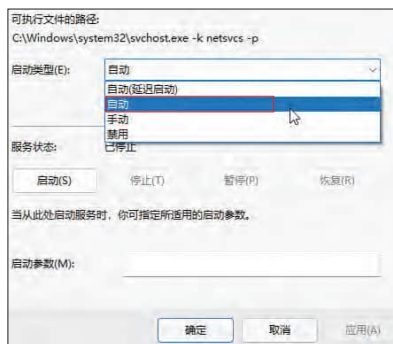 可执行文件的路径:
C:\Windows\system32\svchost.exe -k netsvcs -p
启动类型(E): 自动
自动(延迟启动)
自动
手动
禁用
服务状态: 已停止
启动(S) 停止(T) 暂停(P) 恢复(R)
当从此处启动服务时，你可指定所适用的启动参数。
启动参数(M):
确定 取消 应用(A)